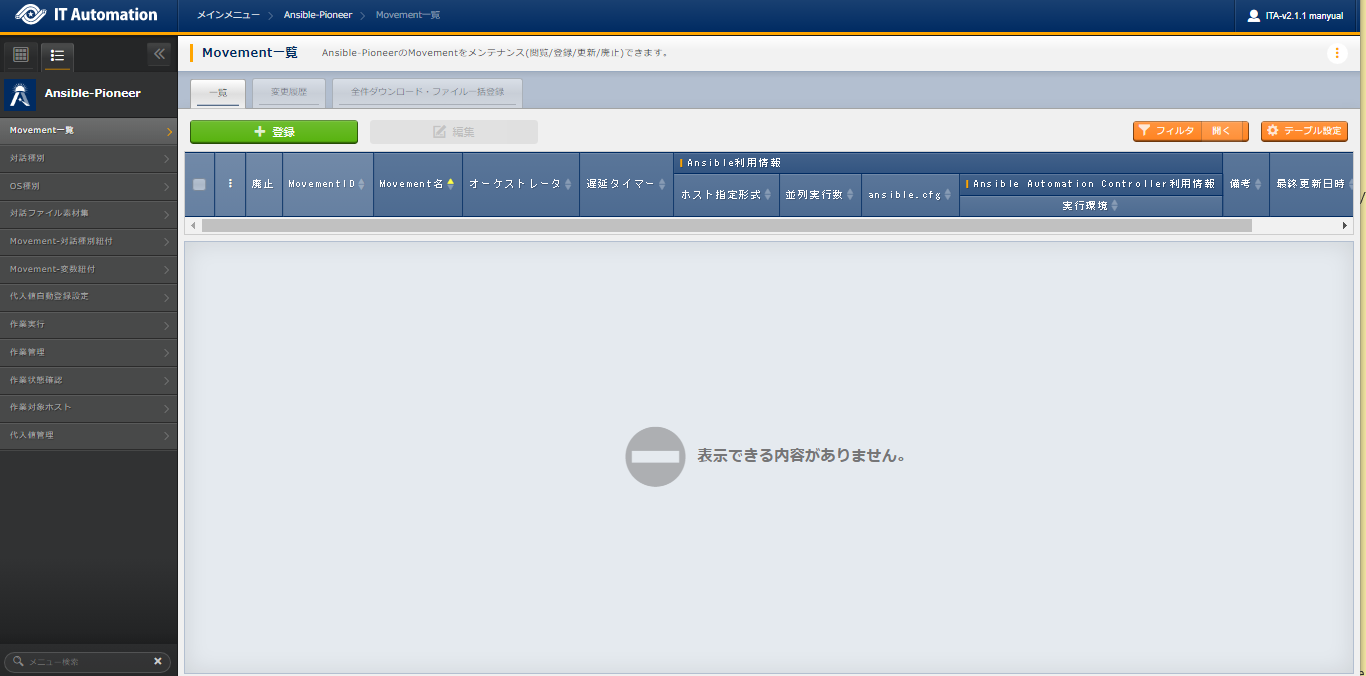 IT Automation
メインメニュー > Ansible-Pioneer > Movement一覧
ITA-v2.1.1 manyual
Ansible-Pioneer
Movement一覧
対話種別
OS種別
対話ファイル素材集
Movement-対話種別紐付
Movement-変数紐付
代入値自動登録設定
作業実行
作業管理
作業状態確認
作業対象ホスト
代入値管理
メニュー検索
Movement一覧
Ansible-PioneerのMovementをメンテナンス(閲覧/登録/更新/廃止)できます。
一覧
変更履歴
全件ダウンロード・ファイル一括登録
登録
編集
フィルタ 開く
テーブル設定
廃止
MovementID
Movement名
オーケストレータ
遅延タイマー
Ansible利用情報
ホスト指定形式
並列実行数
ansible.cfg
Ansible Automation Controller利用情報
実行環境
備考
最終更新日時
表示できる内容がありません。